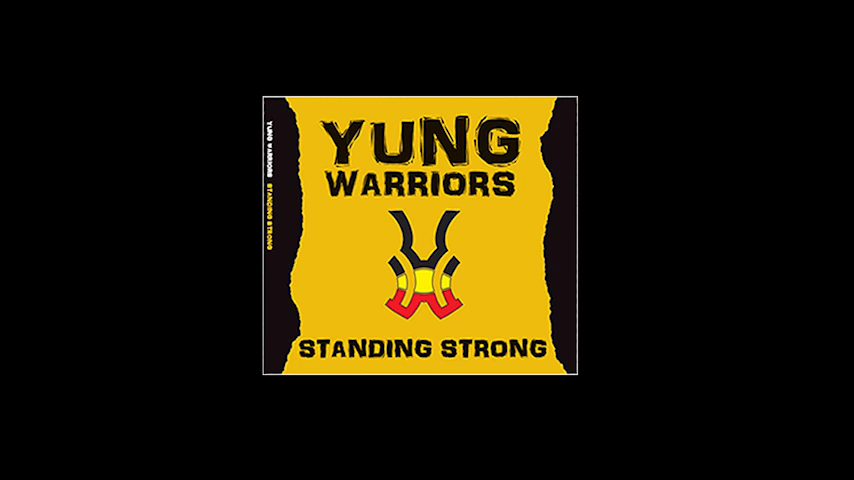 YUNG
WARRIORS
STANDING STRONG
YUNG WARRIORS STANDING STRONG